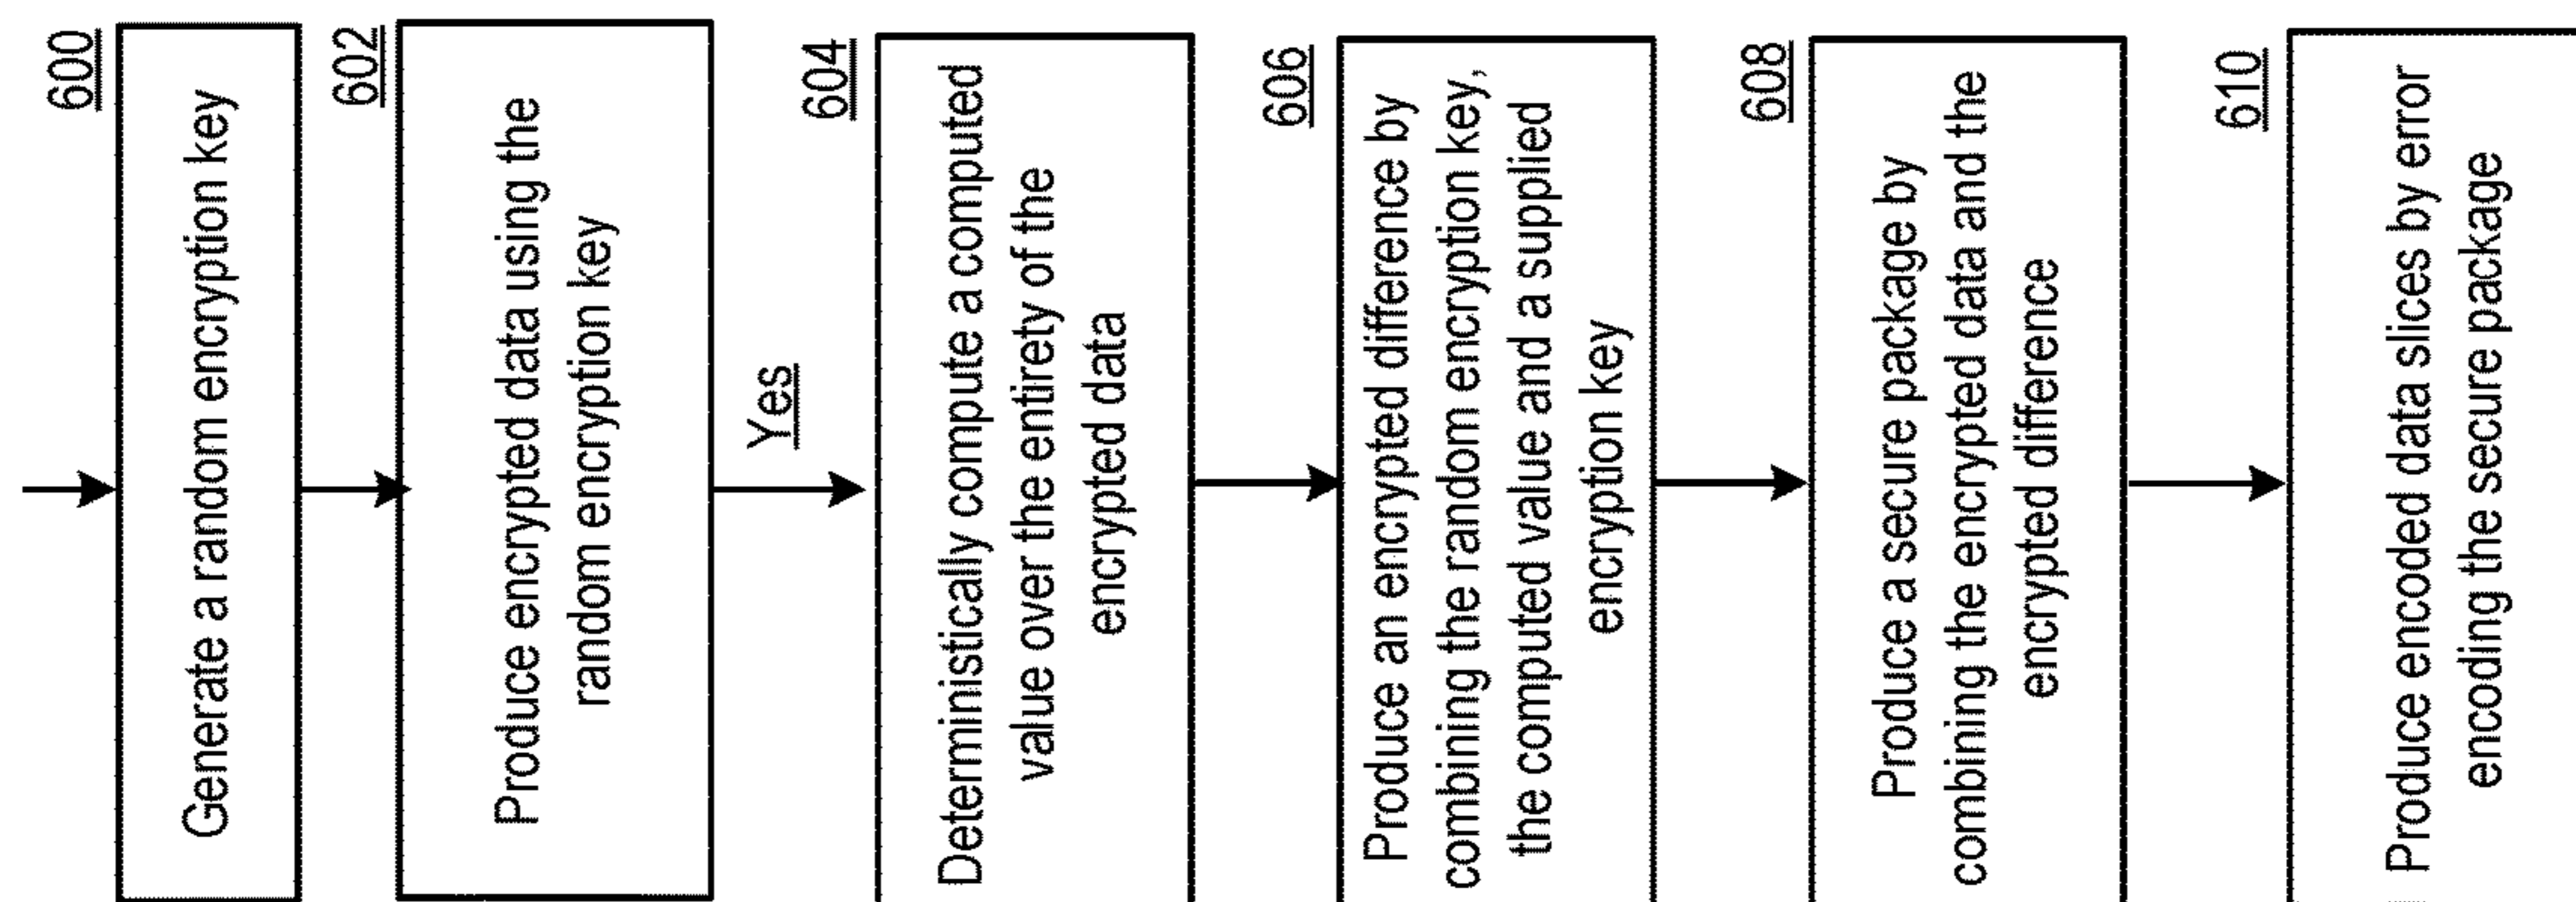 600
Generate a random encryption key
602
Produce encrypted data using the
random encryption key
Yes
604
Deterministically compute a computed
value over the entirety of the
encrypted data
606
Produce an encrypted difference by
combining the random encryption key,
the computed value and a supplied
encryption key
608
Produce a secure package by
combining the encrypted data and the
encrypted difference
610
Produce encoded data slices by error
encoding the secure package